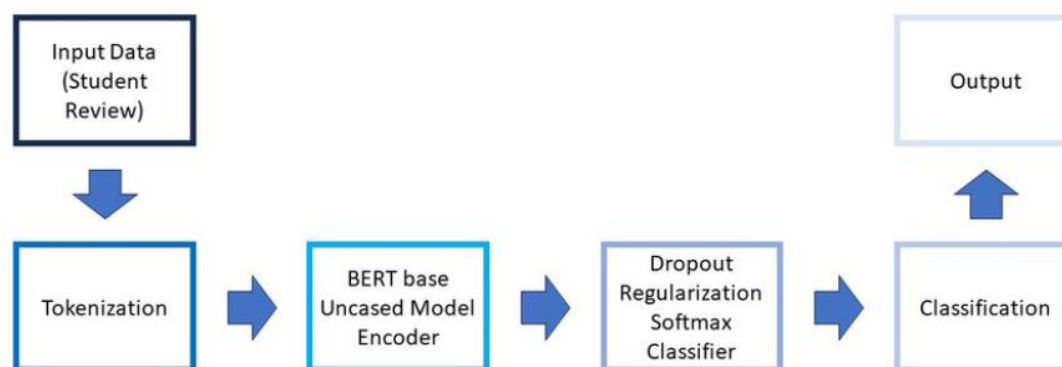 Input Data
(Student
Review)
Tokenization
BERT base
Uncased Model
Encoder
Dropout
Regularization
Softmax
Classifier
Classification
Output